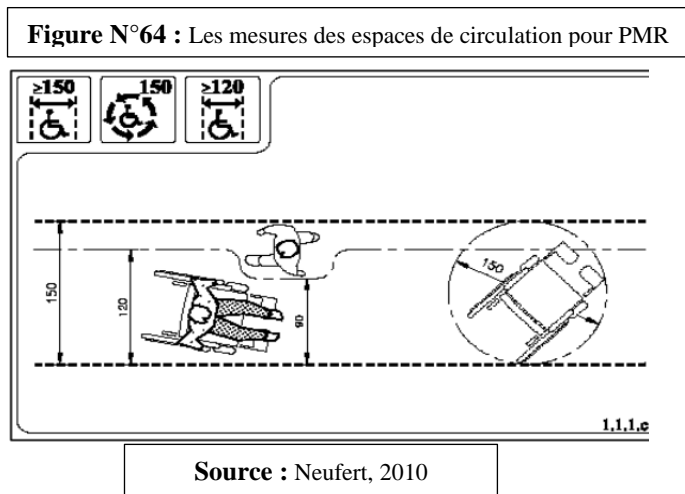 Figure N°64 : Les mesures des espaces de circulation pour PMR
≥150
150
≥120
150
120
90
150
1,1,1,c
Source : Neufert, 2010